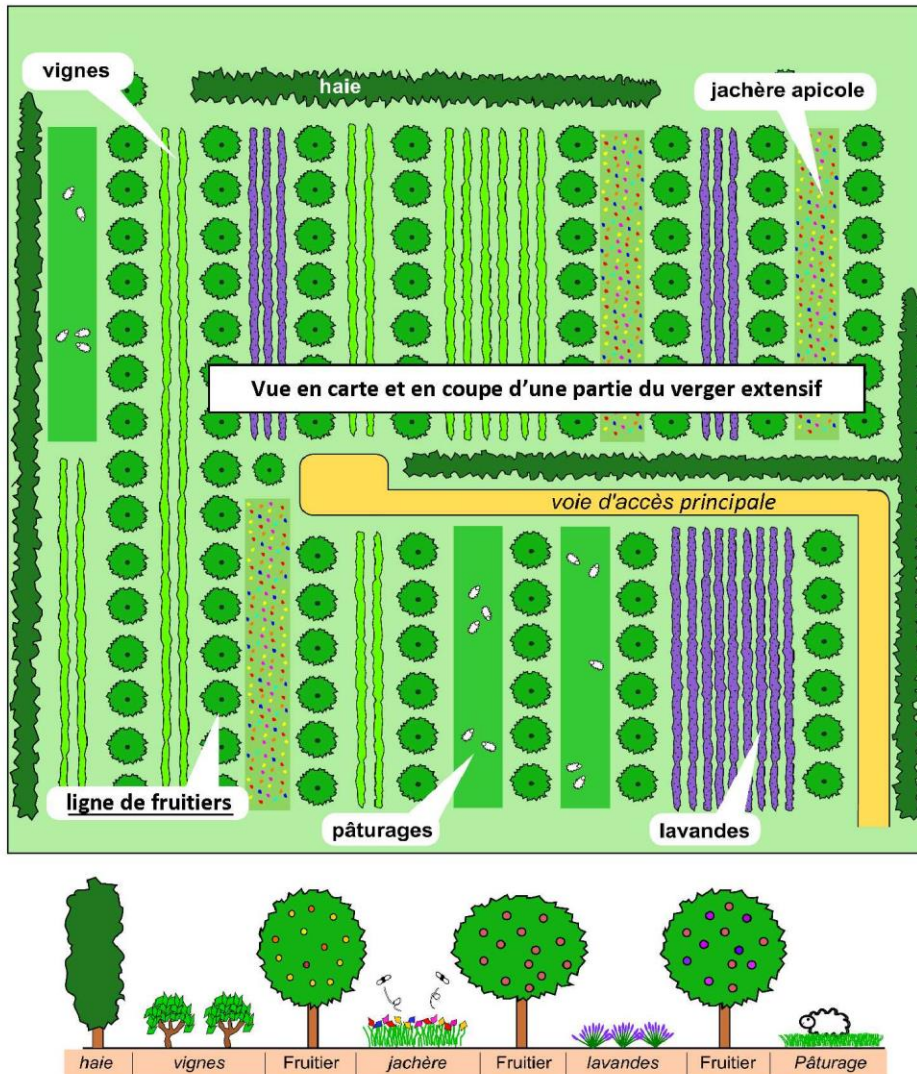 vignes
haie
jachère apicole
Vue en carte et en coupe d'une partie du verger extensif
voie d'accès principale
ligne de fruitiers
pâturages
lavandes
haie
vignes
Fruitier
jachère
Fruitier
lavandes
Fruitier
Pâturage